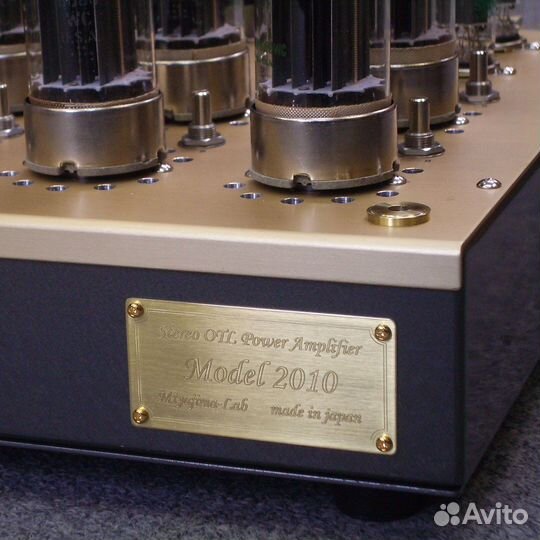 Stereo OTL Power Amplifier
Model 2010
Miyajima-Lab made in japan
Avito